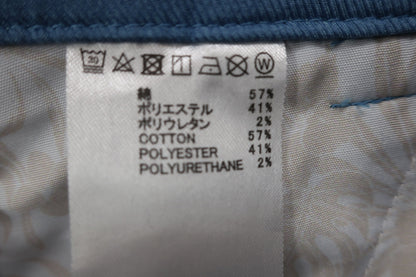 30 W
綿 57%
ポリエステル 41%
ポリウレタン 2%
COTTON 57%
POLYESTER 41%
POLYURETHANE 2%